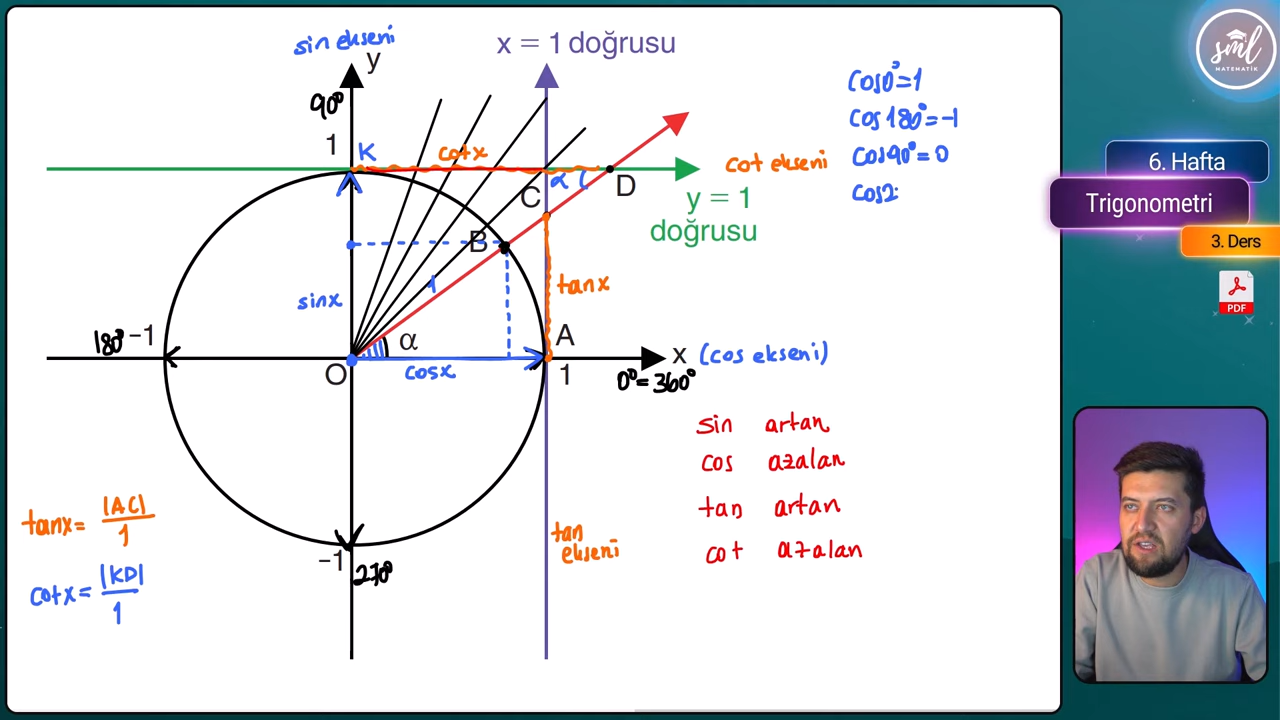 sin ekseni
y
x = 1 doğrusu
90°
1
K
cotx
cot ekseni
C
α
D
y = 1
doğrusu
B
1
sinx
tanx
α
A
180°
-1
O
cosx
1
x (cos ekseni)
0° = 360°
-1
270°
tan
ekseni
tanx = |AC|
1
cotx = |KD|
1
cos0° = 1
cos180° = -1
cos90° = 0
cos2
sin artan
cos azalan
tan artan
cot azalan
sml
MATEMATİK
6. Hafta
Trigonometri
3. Ders
PDF